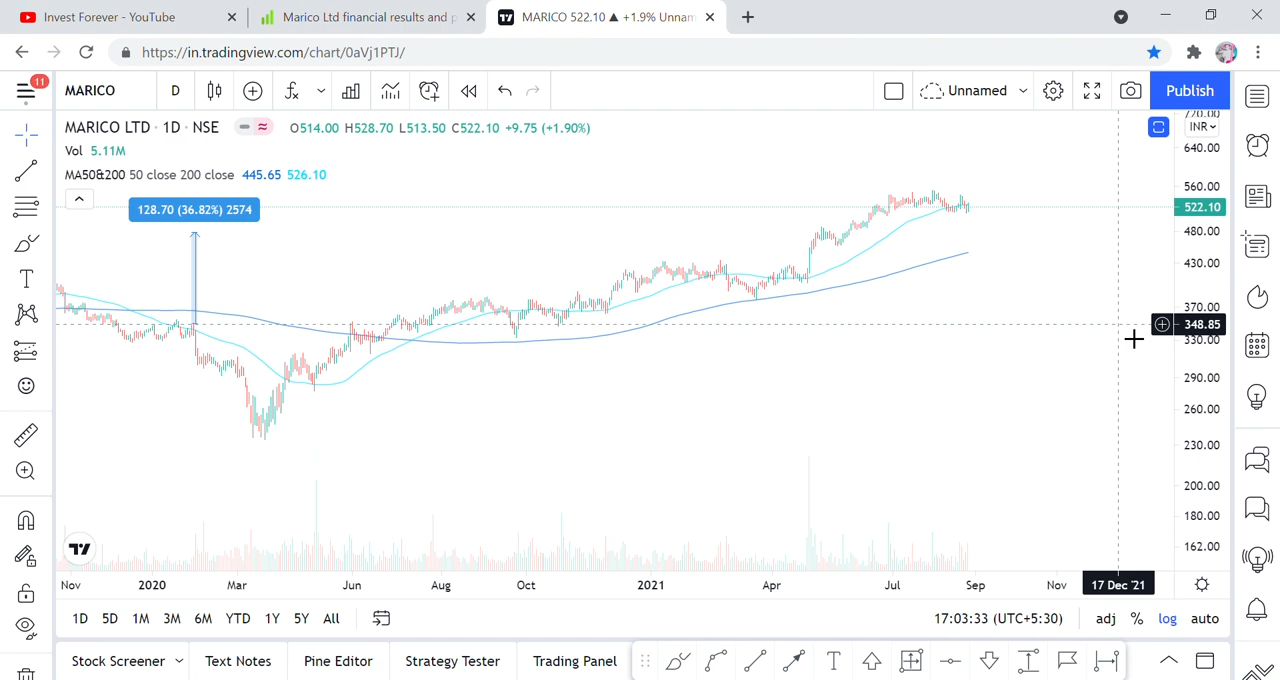 Invest Forever - YouTube
Marico Ltd financial results and p
MARICO 522.10 ▲ +1.9% Unnam
https://in.tradingview.com/chart/0aVj1PTJ/
11
MARICO
D
Unnamed
Publish
MARICO LTD · 1D · NSE
O514.00 H528.70 L513.50 C522.10 +9.75 (+1.90%)
Vol 5.11M
MA50&200 50 close 200 close 445.65 526.10
128.70 (36.82%) 2574
770.00
INR
640.00
560.00
522.10
480.00
430.00
370.00
348.85
330.00
290.00
260.00
230.00
200.00
180.00
162.00
Nov 2020 Mar Jun Aug Oct 2021 Apr Jul Sep Nov 17 Dec '21
1D 5D 1M 3M 6M YTD 1Y 5Y All
17:03:33 (UTC+5:30)
adj % log auto
Stock Screener
Text Notes
Pine Editor
Strategy Tester
Trading Panel
T